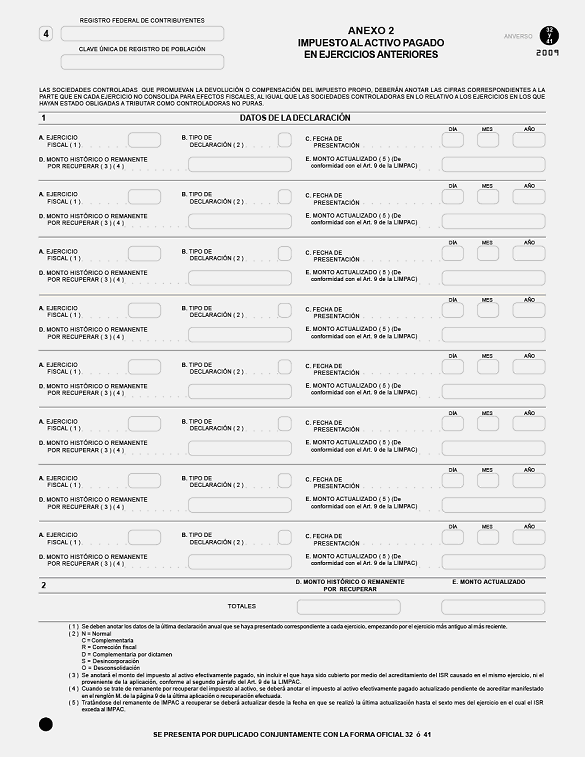 REGISTRO FEDERAL DE CONTRIBUYENTES
4
CLAVE ÚNICA DE REGISTRO DE POBLACIÓN
ANEXO 2
IMPUESTO AL ACTIVO PAGADO
EN EJERCICIOS ANTERIORES
ANVERSO
32
y
41
2009
LAS SOCIEDADES CONTROLADAS QUE PROMUEVAN LA DEVOLUCIÓN O COMPENSACIÓN DEL IMPUESTO PROPIO, DEBERÁN ANOTAR LAS CIFRAS CORRESPONDIENTES A LA
PARTE QUE EN CADA EJERCICIO NO CONSOLIDA PARA EFECTOS FISCALES, AL IGUAL QUE LAS SOCIEDADES CONTROLADORAS EN LO RELATIVO A LOS EJERCICIOS EN LOS QUE
HAYAN ESTADO OBLIGADAS A TRIBUTAR COMO CONTROLADORAS NO PURAS.
1 DATOS DE LA DECLARACIÓN
DÍA MES AÑO
A. EJERCICIO B. TIPO DE C. FECHA DE
FISCAL ( 1 ) DECLARACIÓN ( 2 ) PRESENTACIÓN
D. MONTO HISTÓRICO O REMANENTE E. MONTO ACTUALIZADO ( 5 ) (De
POR RECUPERAR ( 3 ) ( 4 ) conformidad con el Art. 9 de la LIMPAC)
DÍA MES AÑO
A. EJERCICIO B. TIPO DE C. FECHA DE
FISCAL ( 1 ) DECLARACIÓN ( 2 ) PRESENTACIÓN
D. MONTO HISTÓRICO O REMANENTE E. MONTO ACTUALIZADO ( 5 ) (De
POR RECUPERAR ( 3 ) ( 4 ) conformidad con el Art. 9 de la LIMPAC)
DÍA MES AÑO
A. EJERCICIO B. TIPO DE C. FECHA DE
FISCAL ( 1 ) DECLARACIÓN ( 2 ) PRESENTACIÓN
D. MONTO HISTÓRICO O REMANENTE E. MONTO ACTUALIZADO ( 5 ) (De
POR RECUPERAR ( 3 ) ( 4 ) conformidad con el Art. 9 de la LIMPAC)
DÍA MES AÑO
A. EJERCICIO B. TIPO DE C. FECHA DE
FISCAL ( 1 ) DECLARACIÓN ( 2 ) PRESENTACIÓN
D. MONTO HISTÓRICO O REMANENTE E. MONTO ACTUALIZADO ( 5 ) (De
POR RECUPERAR ( 3 ) ( 4 ) conformidad con el Art. 9 de la LIMPAC)
DÍA MES AÑO
A. EJERCICIO B. TIPO DE C. FECHA DE
FISCAL ( 1 ) DECLARACIÓN ( 2 ) PRESENTACIÓN
D. MONTO HISTÓRICO O REMANENTE E. MONTO ACTUALIZADO ( 5 ) (De
POR RECUPERAR ( 3 ) ( 4 ) conformidad con el Art. 9 de la LIMPAC)
DÍA MES AÑO
A. EJERCICIO B. TIPO DE C. FECHA DE
FISCAL ( 1 ) DECLARACIÓN ( 2 ) PRESENTACIÓN
D. MONTO HISTÓRICO O REMANENTE E. MONTO ACTUALIZADO ( 5 ) (De
POR RECUPERAR ( 3 ) ( 4 ) conformidad con el Art. 9 de la LIMPAC)
DÍA MES AÑO
A. EJERCICIO B. TIPO DE C. FECHA DE
FISCAL ( 1 ) DECLARACIÓN ( 2 ) PRESENTACIÓN
D. MONTO HISTÓRICO O REMANENTE E. MONTO ACTUALIZADO ( 5 ) (De
POR RECUPERAR ( 3 ) ( 4 ) conformidad con el Art. 9 de la LIMPAC)
DÍA MES AÑO
A. EJERCICIO B. TIPO DE C. FECHA DE
FISCAL ( 1 ) DECLARACIÓN ( 2 ) PRESENTACIÓN
D. MONTO HISTÓRICO O REMANENTE E. MONTO ACTUALIZADO ( 5 ) (De
POR RECUPERAR ( 3 ) ( 4 ) conformidad con el Art. 9 de la LIMPAC)
2 D. MONTO HISTÓRICO O REMANENTE E. MONTO ACTUALIZADO
POR RECUPERAR
TOTALES
( 1 ) Se deben anotar los datos de la última declaración anual que se haya presentado correspondiente a cada ejercicio, empezando por el ejercicio más antiguo al más reciente.
( 2 ) N = Normal
C = Complementaria
R = Corrección fiscal
D = Complementaria por dictamen
S = Desincorporación
O = Desconsolidación
( 3 ) Se anotará el monto del impuesto al activo efectivamente pagado, sin incluir el que haya sido cubierto por medio del acreditamiento del ISR causado en el mismo ejercicio, ni el
proveniente de la aplicación, conforme al segundo párrafo del Art. 9 de la LIMPAC.
( 4 ) Cuando se trate de remanente por recuperar del impuesto al activo, se deberá anotar el impuesto al activo efectivamente pagado actualizado pendiente de acreditar manifestado
en el renglón M. de la página 9 de la última aplicación o recuperación efectuada.
( 5 ) Tratándose del remanente de IMPAC a recuperar se deberá actualizar desde la fecha en que se realizó la última actualización hasta el sexto mes del ejercicio en el cual el ISR
exceda al IMPAC.
SE PRESENTA POR DUPLICADO CONJUNTAMENTE CON LA FORMA OFICIAL 32 ó 41